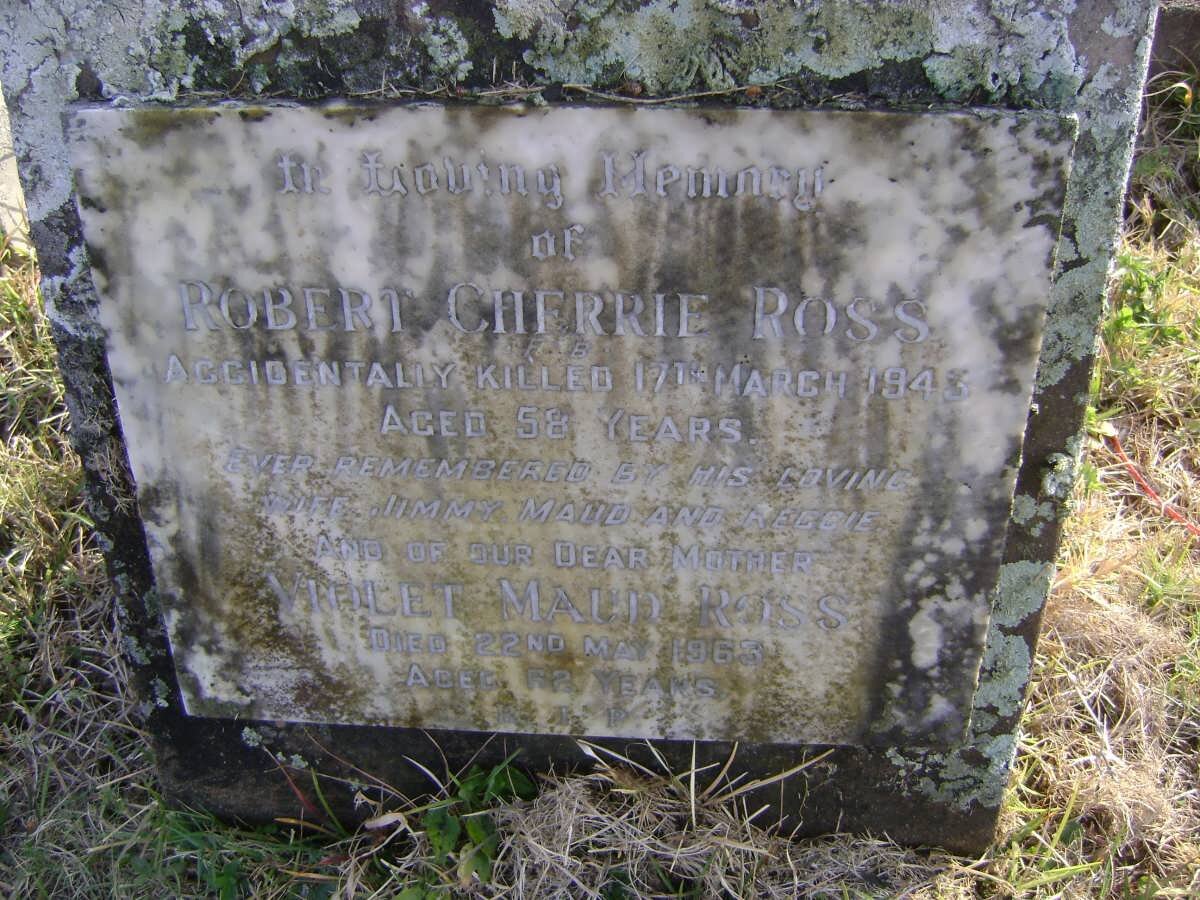 In Loving Memory
of
ROBERT CHERRIE ROSS
ACCIDENTALLY KILLED 17TH MARCH 1943
AGED 58 YEARS.
EVER REMEMBERED BY HIS LOVING
WIFE, JIMMY MAUD AND REGGIE
AND OF OUR DEAR MOTHER
VIOLET MAUD ROSS
DIED 22ND MAY 1963
AGED 62 YEARS
R. I. P.